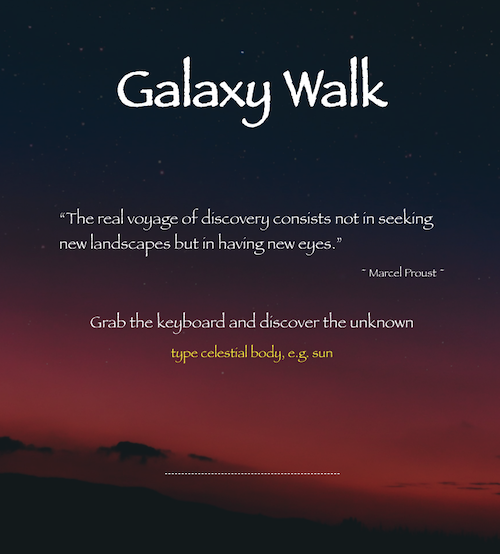 Galaxy Walk
“The real voyage of discovery consists not in seeking
new landscapes but in having new eyes.”
~ Marcel Proust ~
Grab the keyboard and discover the unknown
type celestial body, e.g. sun